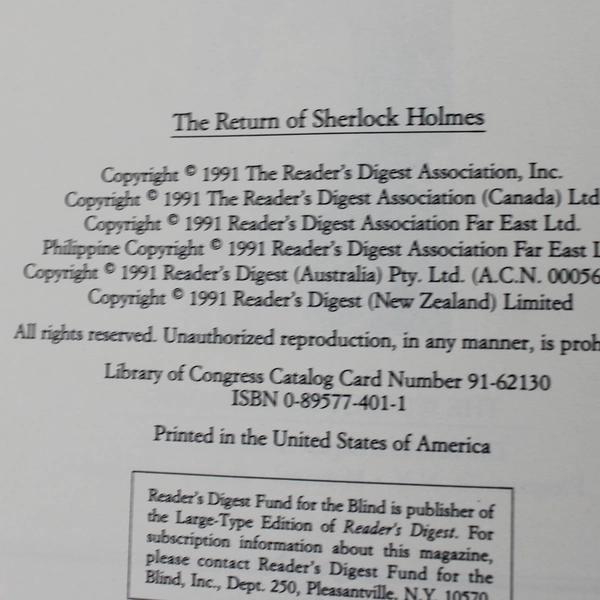 The Return of Sherlock Holmes
Copyright © 1991 The Reader's Digest Association, Inc.
Copyright © 1991 The Reader's Digest Association (Canada) Ltd
Copyright © 1991 Reader's Digest Association Far East Ltd.
Philippine Copyright © 1991 Reader's Digest Association Far East L
Copyright © 1991 Reader's Digest (Australia) Pty. Ltd. (A.C.N. 00056
Copyright © 1991 Reader's Digest (New Zealand) Limited
All rights reserved. Unauthorized reproduction, in any manner, is proh
Library of Congress Catalog Card Number 91-62130
ISBN 0-89577-401-1
Printed in the United States of America
Reader's Digest Fund for the Blind is publisher of
the Large-Type Edition of Reader's Digest. For
subscription information about this magazine,
please contact Reader's Digest Fund for the
Blind, Inc., Dept. 250, Pleasantville, N.Y. 10570